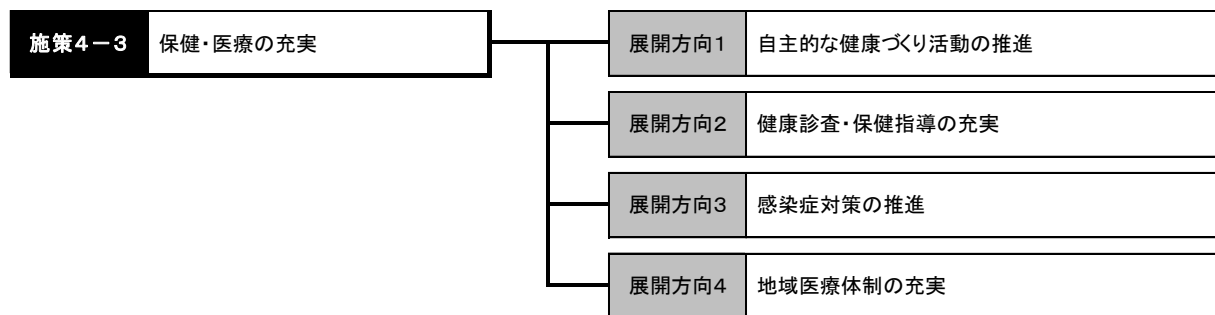 施策4－3 保健・医療の充実
展開方向1 自主的な健康づくり活動の推進
展開方向2 健康診査・保健指導の充実
展開方向3 感染症対策の推進
展開方向4 地域医療体制の充実